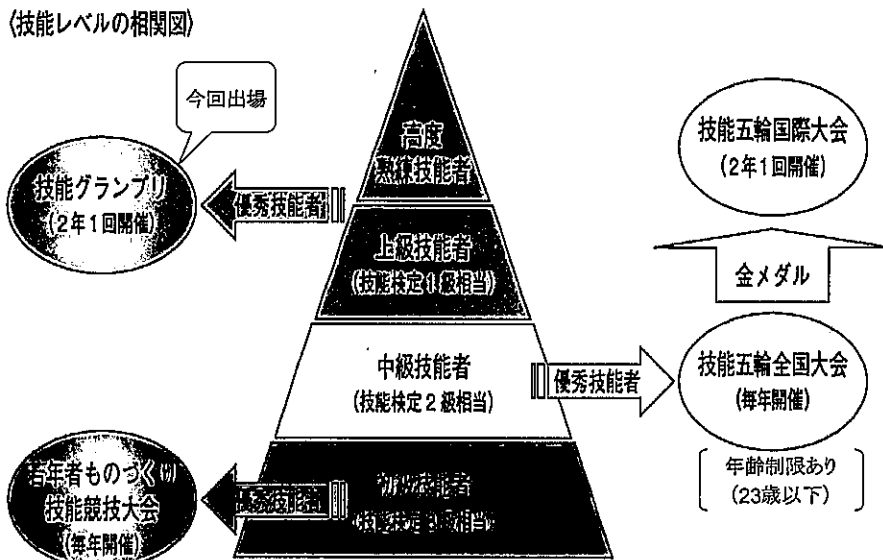 〈技能レベルの相関図〉
今回出場
技能グランプリ
(2年1回開催)
優秀技能者
高度
熟練技能者
上級技能者
(技能検定1級相当)
中級技能者
(技能検定2級相当)
優秀技能者
技能五輪国際大会
(2年1回開催)
金メダル
技能五輪全国大会
(毎年開催)
年齢制限あり
(23歳以下)
若年者ものづくり
技能競技大会
(毎年開催)
優秀技能者
初級技能者
(技能検定3級相当)